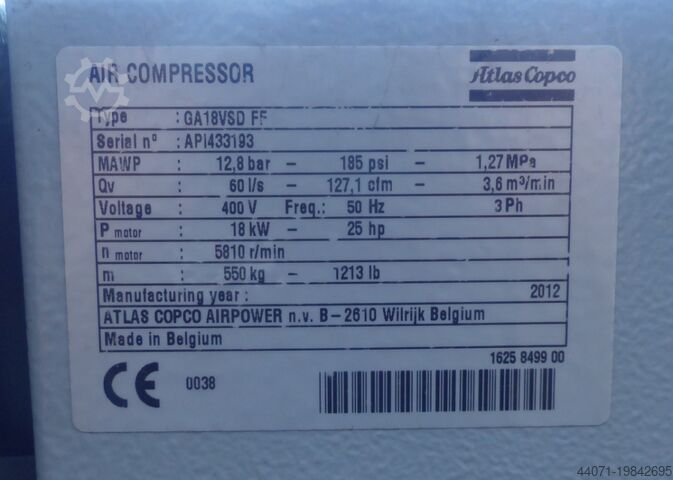 AIR COMPRESSOR Atlas Copco
Type : GA18VSD FF
Serial nº : API433193
MAWP : 12,8 bar – 185 psi – 1,27 MPa
Qv : 60 l/s – 127,1 cfm – 3,6 m³/min
Voltage : 400 V Freq.: 50 Hz 3 Ph
P motor : 18 kW – 25 hp
n motor : 5810 r/min
m : 550 kg – 1213 lb
Manufacturing year : 2012
ATLAS COPCO AIRPOWER n.v. B–2610 Wilrijk Belgium
Made in Belgium
1625 8499 00
CE 0038
44071-19842695